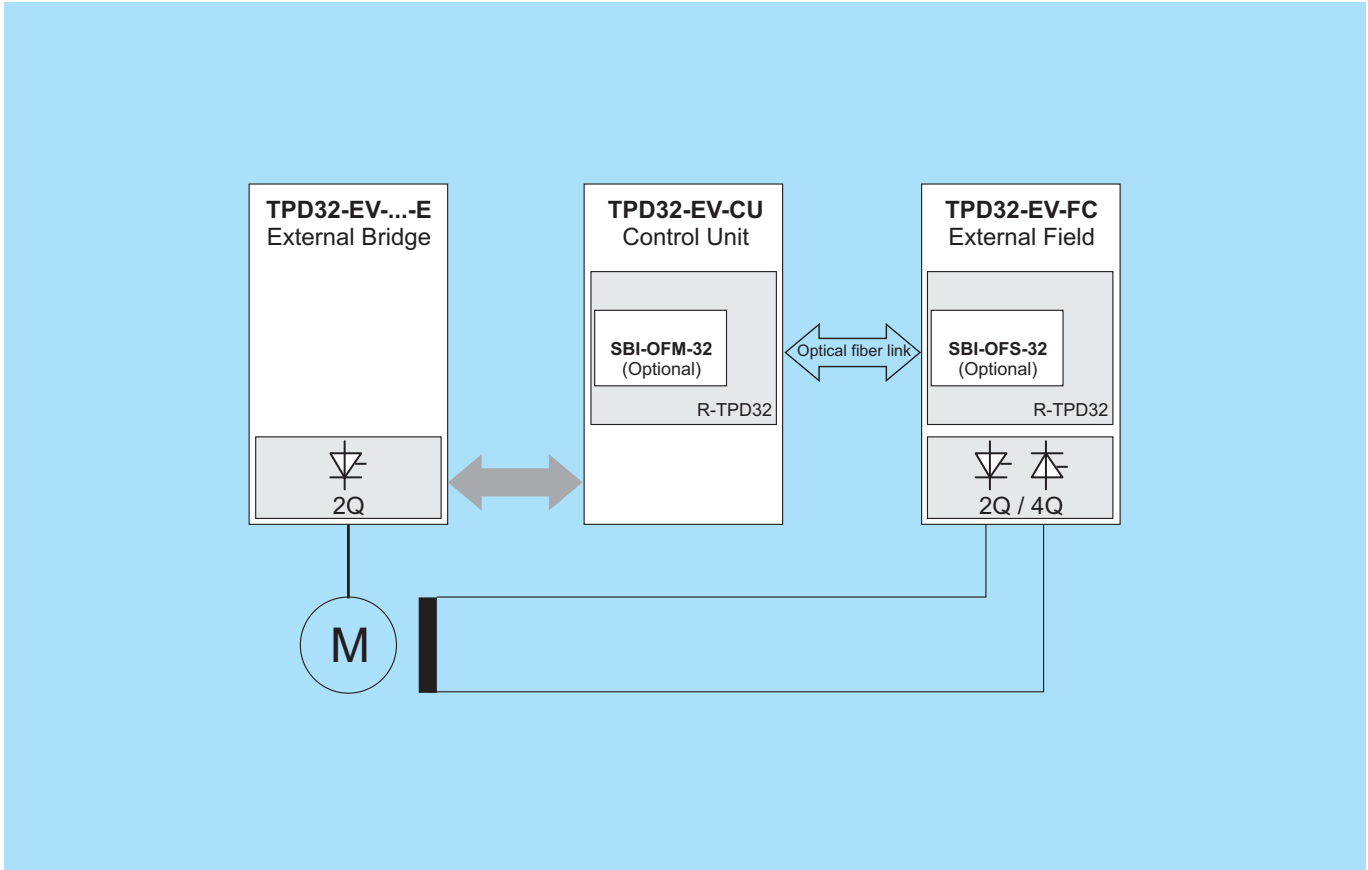 TPD32-EV-...-E
External Bridge
2Q
M
TPD32-EV-CU
Control Unit
SBI-OFM-32
(Optional)
R-TPD32
Optical fiber link
TPD32-EV-FC
External Field
SBI-OFS-32
(Optional)
R-TPD32
2Q / 4Q